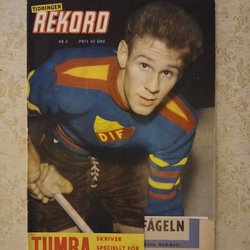 TIDNINGEN
REKORD
NR 6 PRIS 45 ÖRE
DIF
TUMBA
SKRIVER
SPECIELLT FÖR
FÅGELN